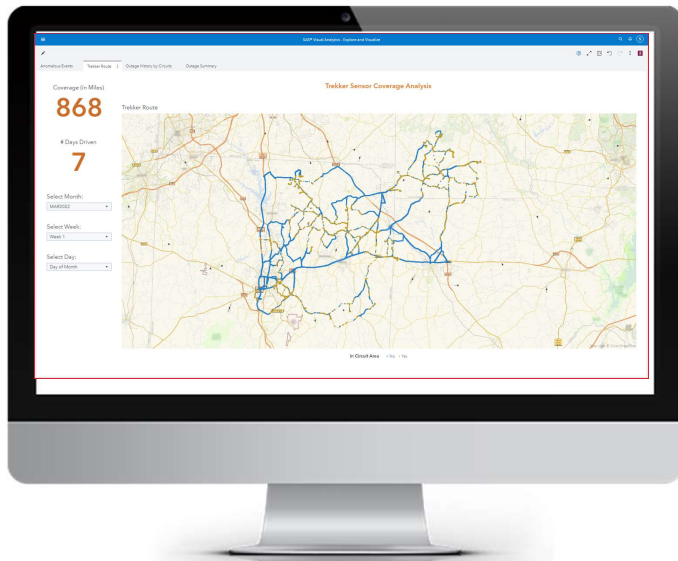 SAS® Visual Analytics - Explore and Visualize
Anomalous Events
Trekker Route
Outage History by Circuits
Outage Summary
Coverage (in Miles)
868
# Days Driven
7
Select Month:
MAR2022
Select Week:
Week 1
Select Day:
Day of Month
Trekker Sensor Coverage Analysis
Trekker Route
In Circuit Area
No
Yes